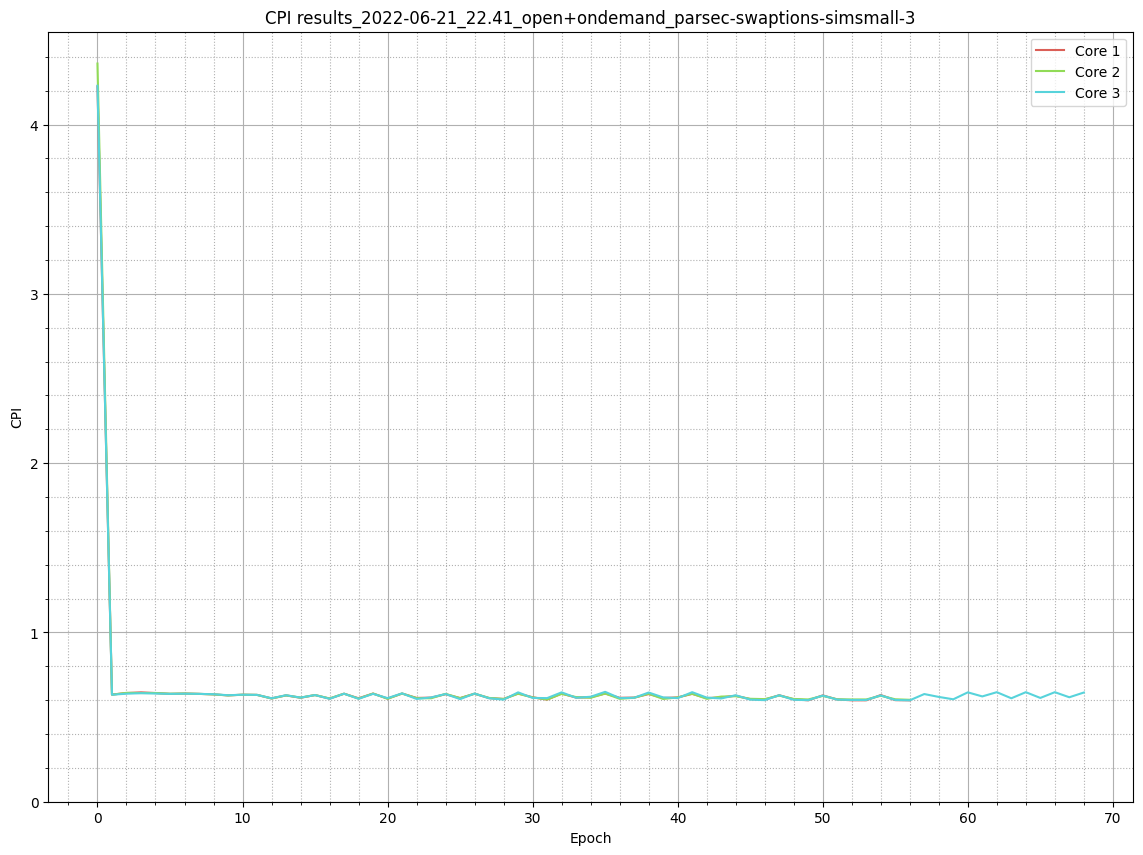 CPI results_2022-06-21_22.41_open+ondemand_parsec-swaptions-simsmall-3
Core 1
Core 2
Core 3
CPI
4
3
2
1
0
0 10 20 30 40 50 60 70
Epoch